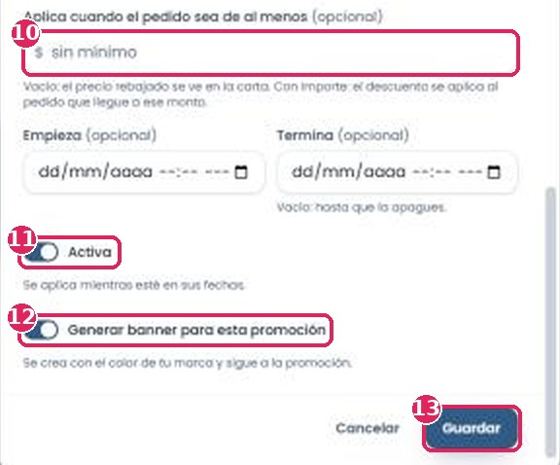 Aplica cuando el pedido sea de al menos (opcional)
10
$ sin mínimo
Vacío: el precio rebajado se ve en la carta. Con importe: el descuento se aplica al
pedido que llegue a ese monto.
Empieza (opcional) Termina (opcional)
dd/mm/aaaa --:-- --- dd/mm/aaaa --:-- ---
Vacío: hasta que la apagues.
11 Activa
Se aplica mientras esté en sus fechas.
12 Generar banner para esta promoción
Se crea con el color de tu marca y sigue a la promoción.
13
Cancelar Guardar